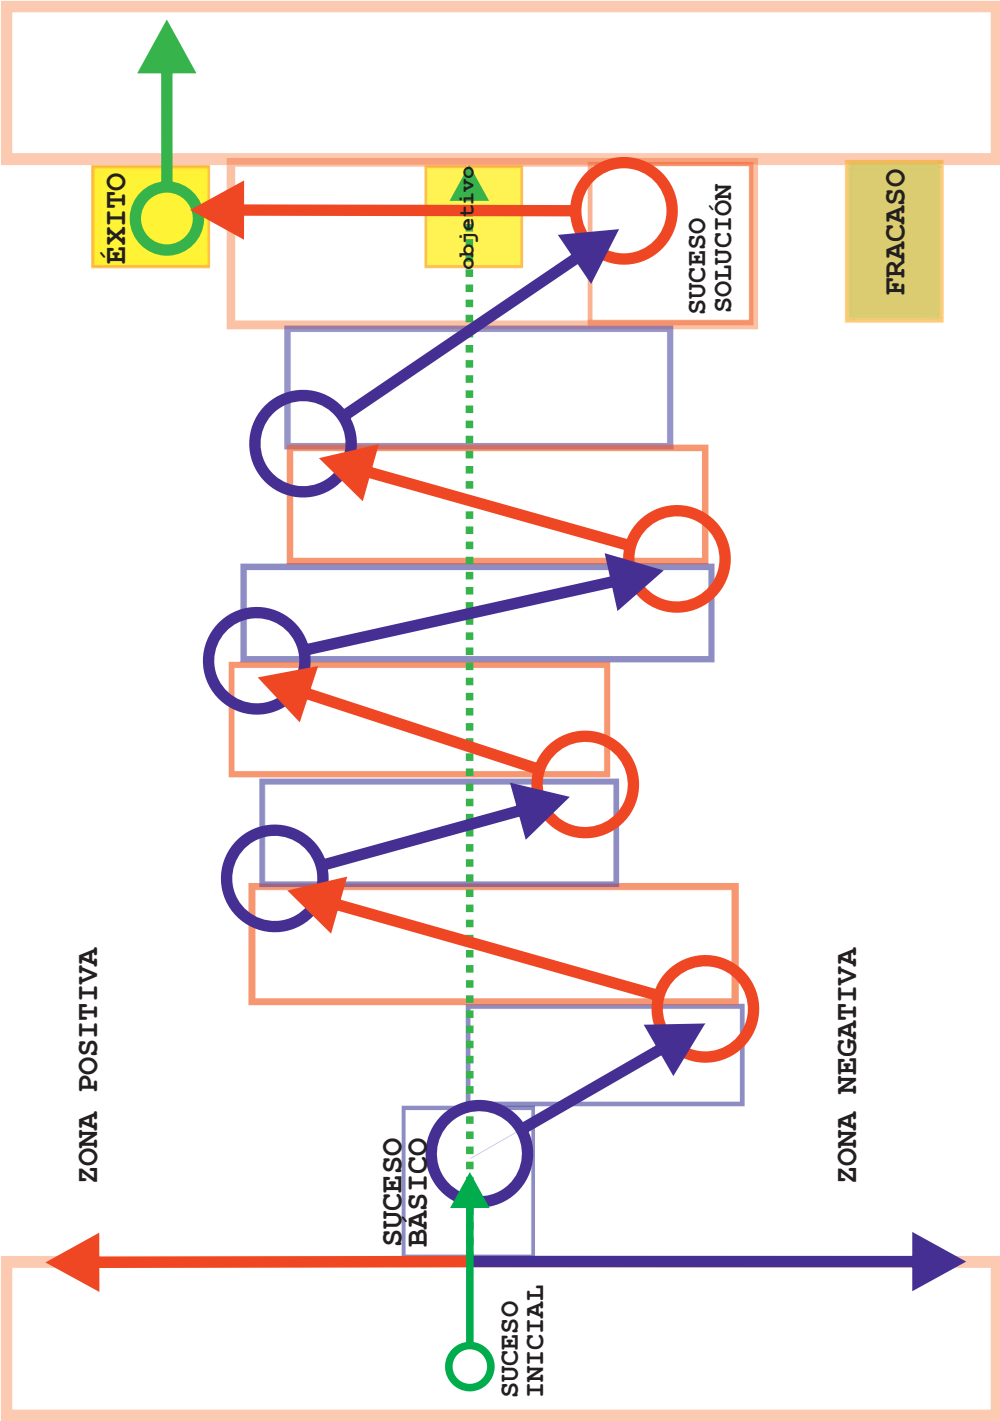 ÉXITO
objetivo
SUCESO
SOLUCIÓN
FRACASO
ZONA POSITIVA
ZONA NEGATIVA
SUCESO
BÁSICO
SUCESO
INICIAL